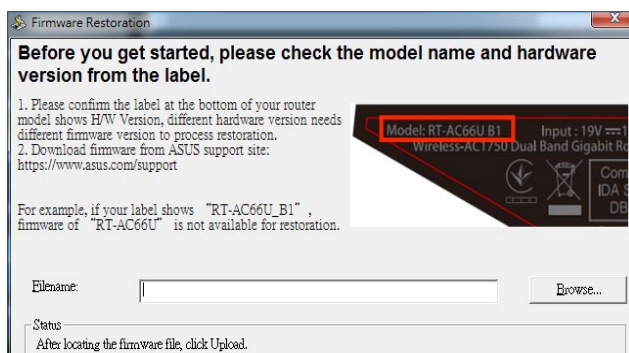 Firmware Restoration
Before you get started, please check the model name and hardware
version from the label.
1. Please confirm the label at the bottom of your router
model shows H/W Version, different hardware version needs
different firmware version to process restoration.
2. Download firmware from ASUS support site:
https://www.asus.com/support
For example, if your label shows “RT-AC66U_B1”,
firmware of “RT-AC66U” is not available for restoration.
Model: RT-AC66U B1
Input : 19V
Wireless-AC1750 Dual Band Gigabit
IDA
DB
Filename:
Browse...
Status
After locating the firmware file, click Upload.